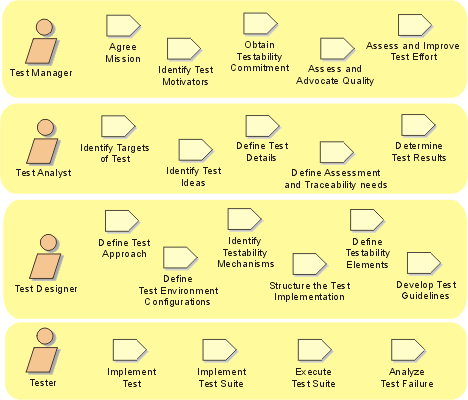 Test Manager
Agree
Mission
Identify Test
Motivators
Obtain
Testability
Commitment
Assess and
Advocate Quality
Assess and Improve
Test Effort
Test Analyst
Identify Targets
of Test
Identify Test
Ideas
Define Test
Details
Define Assessment
and Traceability needs
Determine
Test Results
Test Designer
Define Test
Approach
Define
Test Environment
Configurations
Identify
Testability
Mechanisms
Structure the Test
Implementation
Define
Testability
Elements
Develop Test
Guidelines
Tester
Implement
Test
Implement
Test Suite
Execute
Test Suite
Analyze
Test Failure